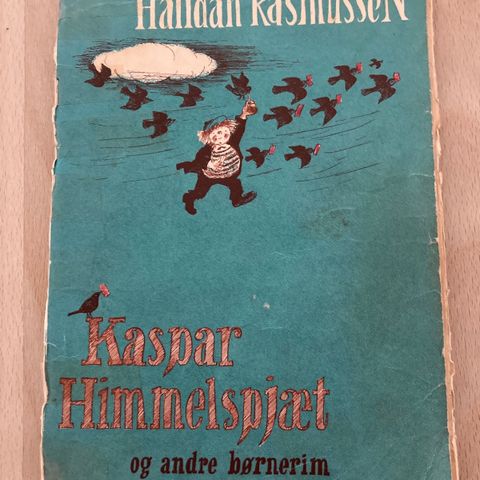 Halfdan Rasmussen
Kaspar
Himmelspjæt
og andre børnerim